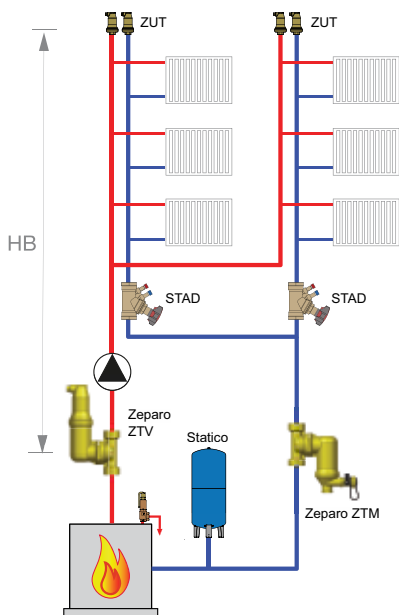 ZUT
ZUT
HB
STAD
STAD
Zeparo
ZTV
Statico
Zeparo ZTM